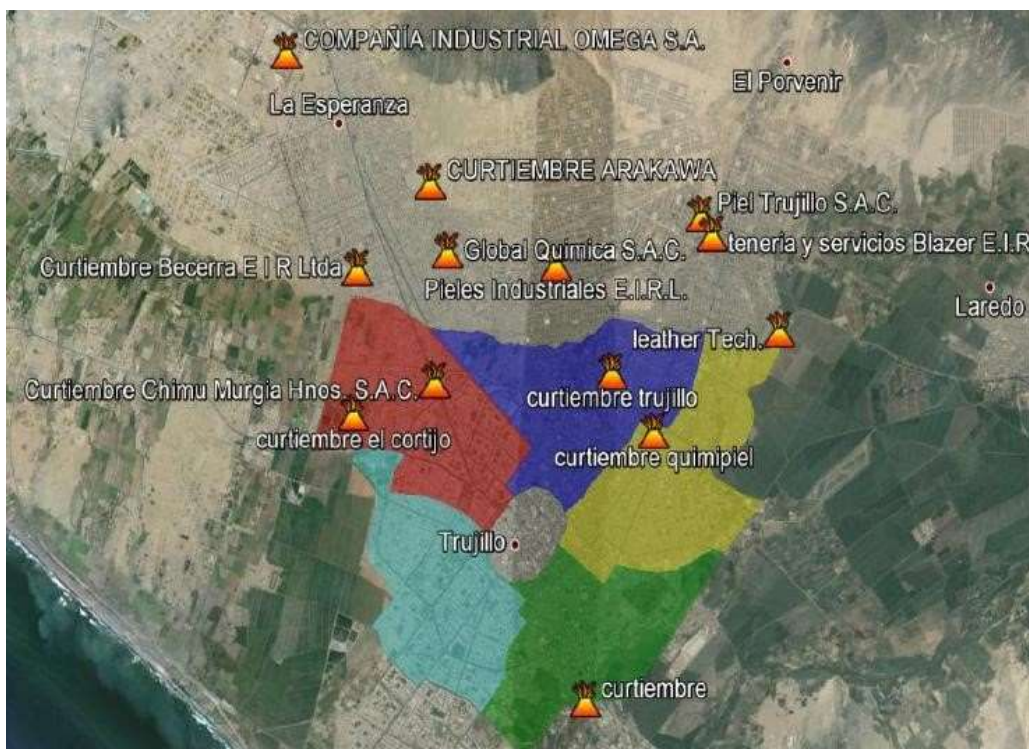 COMPAÑÍA INDUSTRIAL OMEGA S.A.
El Porvenir
La Esperanza
CURTIEMBRE ARAKAWA
Piel Trujillo S.A.C.
teneria y servicios Blazer E.I.R
Global Quimica S.A.C.
Curtiembre Becerra E I R Ltda
Pieles Industriales E.I.R.L.
Laredo
leather Tech.
Curtiembre Chimu Murgia Hnos. S.A.C.
curtiembre trujillo
curtiembre el cortijo
curtiembre quimipiel
Trujillo
curtiembre